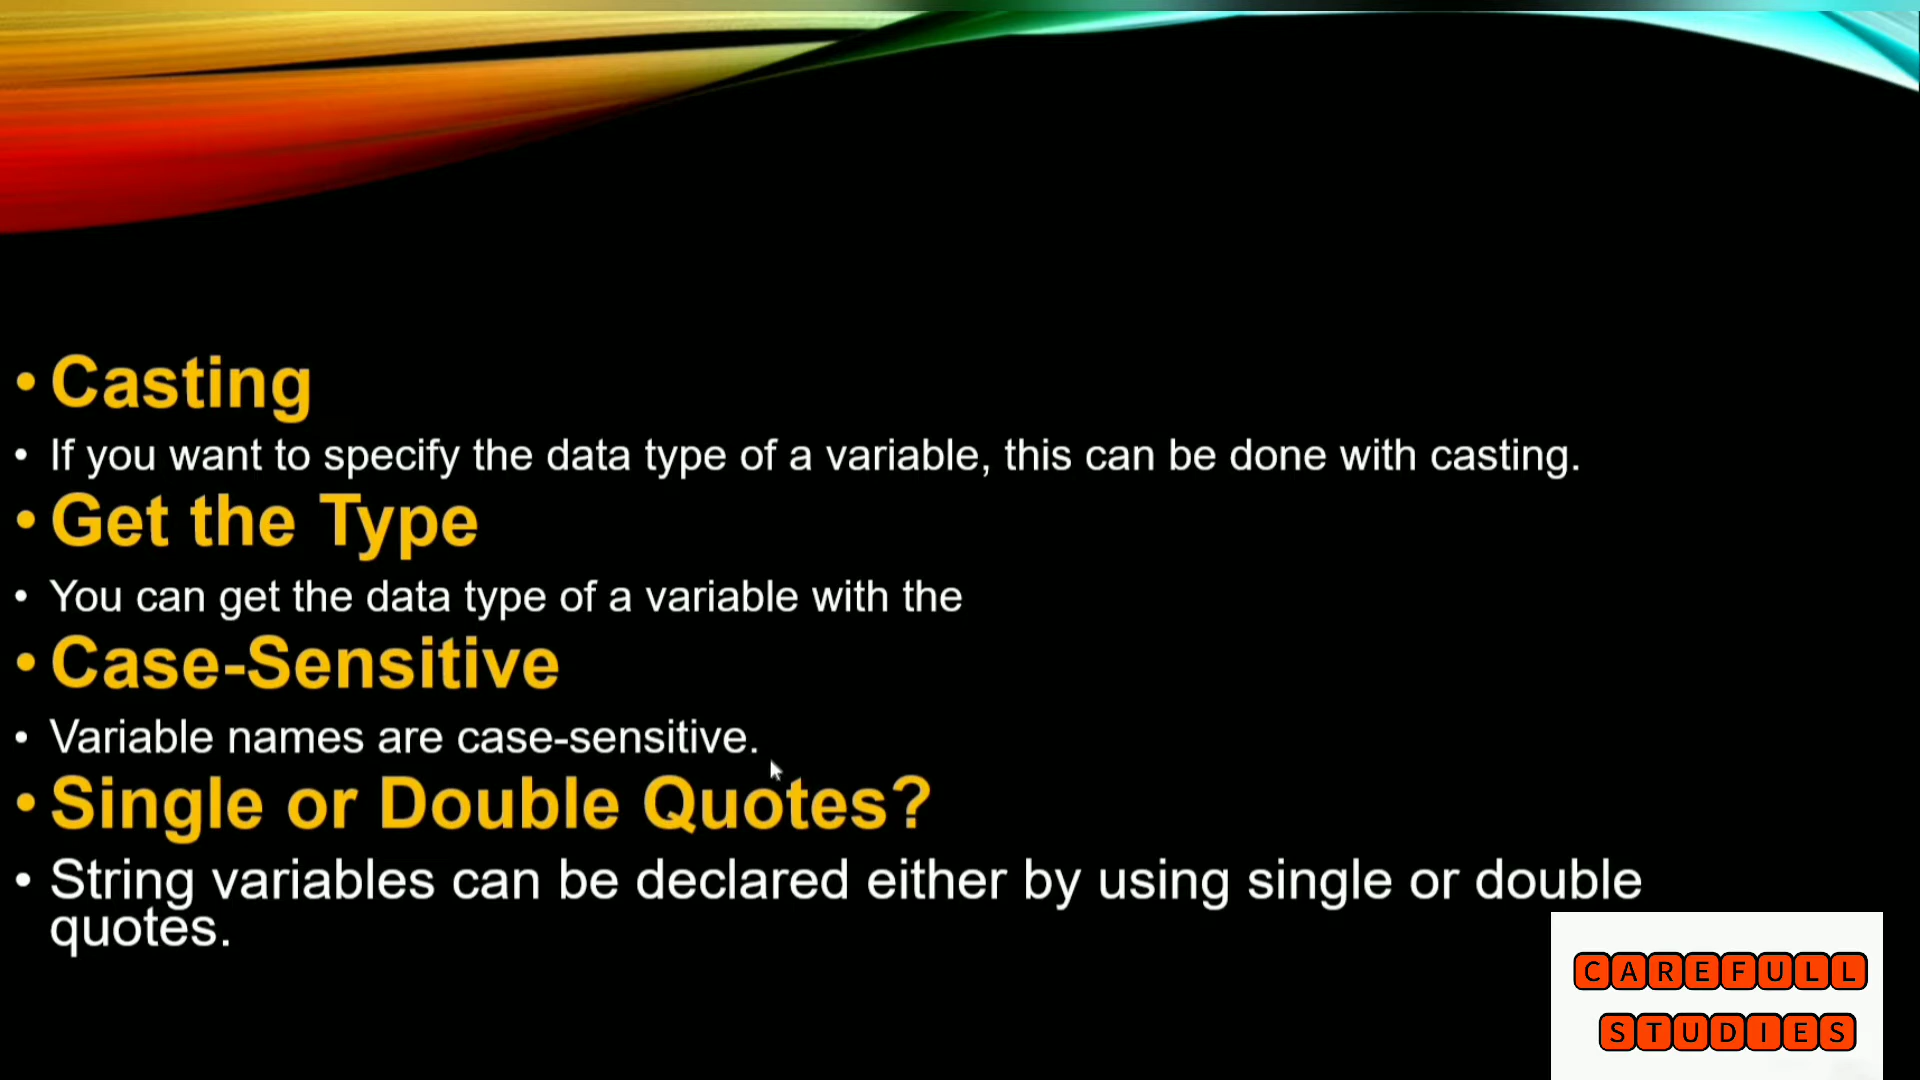 • Casting
• If you want to specify the data type of a variable, this can be done with casting.
• Get the Type
• You can get the data type of a variable with the
• Case-Sensitive
• Variable names are case-sensitive.
• Single or Double Quotes?
• String variables can be declared either by using single or double
quotes.
CAREFULL
STUDIES